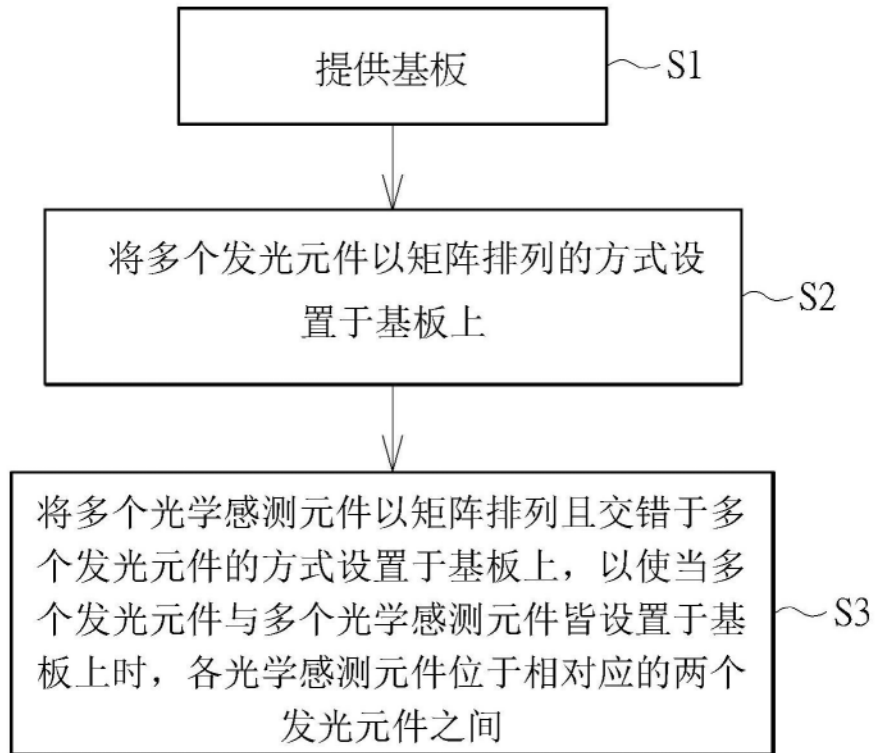 提供基板
S1
将多个发光元件以矩阵排列的方式设
置于基板上
S2
将多个光学感测元件以矩阵排列且交错于多
个发光元件的方式设置于基板上，以使当多
个发光元件与多个光学感测元件皆设置于基
板上时，各光学感测元件位于相对应的两个
发光元件之间
S3